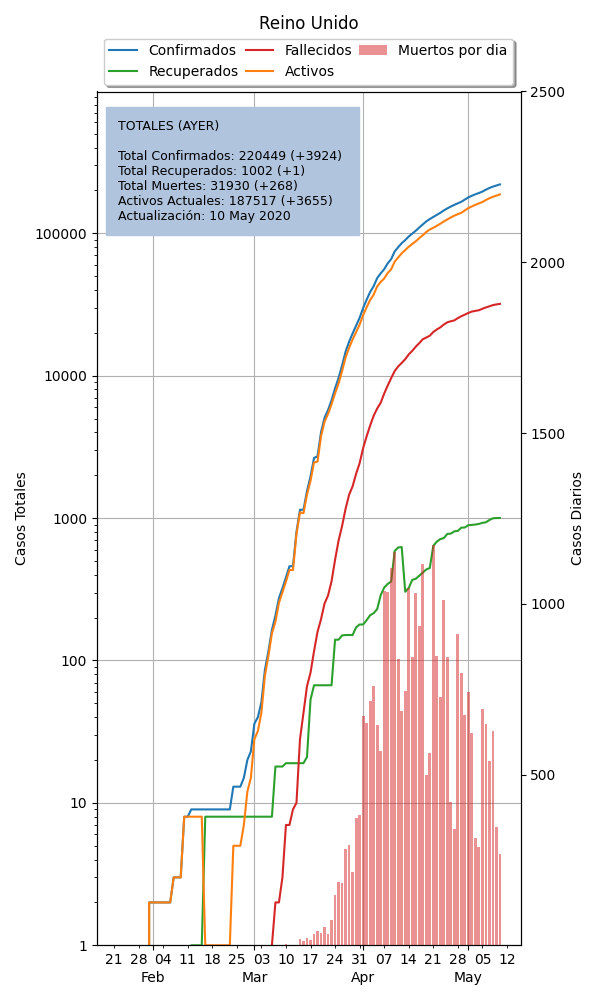 Reino Unido
Confirmados Fallecidos Muertos por dia
Recuperados Activos
TOTALES (AYER)
Total Confirmados: 220449 (+3924)
Total Recuperados: 1002 (+1)
Total Muertes: 31930 (+268)
Activos Actuales: 187517 (+3655)
Actualización: 10 May 2020
Casos Totales
100000
10000
1000
100
10
1
2500
2000
1500
1000
500
Casos Diarios
21 28 04 11 18 25 03 10 17 24 31 07 14 21 28 05 12
Feb Mar Apr May